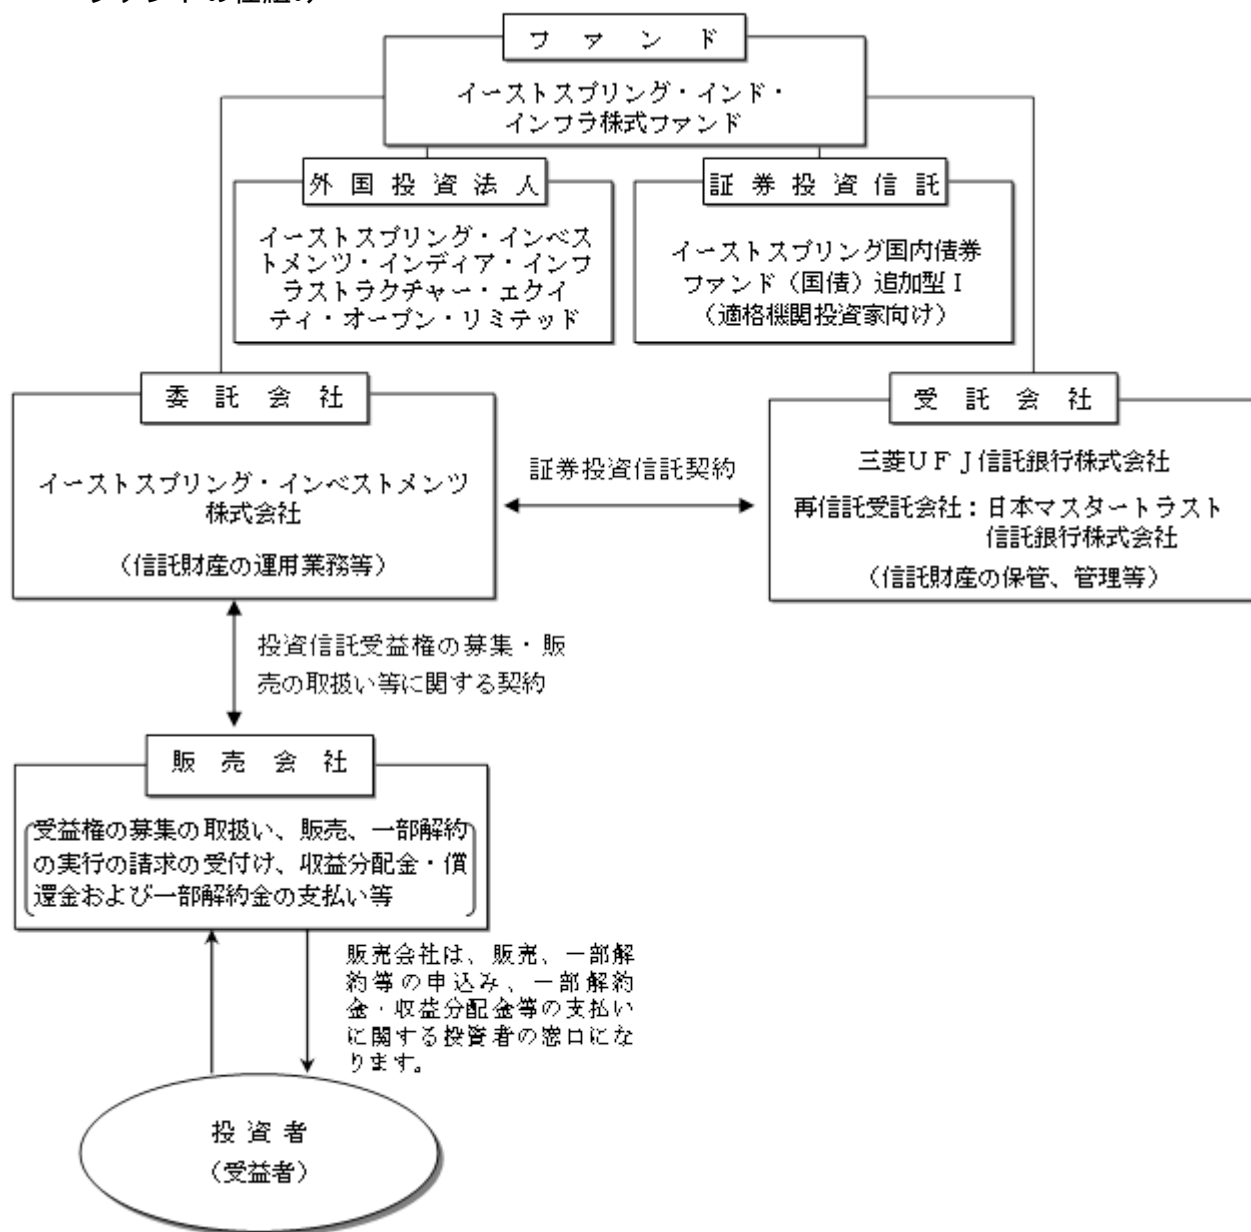 ファンドの仕組み
ファンド
イーストスプリング・インド・
インフラ株式ファンド
外国投資法人
イーストスプリング・インベス
トメンツ・インディア・インフ
ラストラクチャー・エクイ
ティ・オープン・リミテッド
証券投資信託
イーストスプリング国内債券
ファンド（国債）追加型Ⅰ
（適格機関投資家向け）
委託会社
イーストスプリング・インベストメンツ
株式会社
（信託財産の運用業務等）
証券投資信託契約
受託会社
三菱ＵＦＪ信託銀行株式会社
再信託受託会社：日本マスタートラスト
信託銀行株式会社
（信託財産の保管、管理等）
投資信託受益権の募集・販
売の取扱い等に関する契約
販売会社
受益権の募集の取扱い、販売、一部解約
の実行の請求の受付け、収益分配金・償
還金および一部解約金の支払い等
販売会社は、販売、一部解
約等の申込み、一部解約
金・収益分配金等の支払い
に関する投資者の窓口にな
ります。
投資者
（受益者）